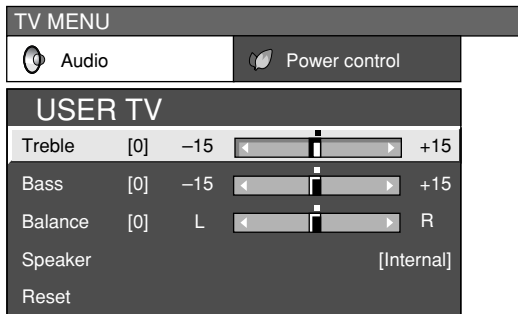 TV MENU
Audio Power control
USER TV
Treble [0] –15 +15
Bass [0] –15 +15
Balance [0] L R
Speaker [Internal]
Reset